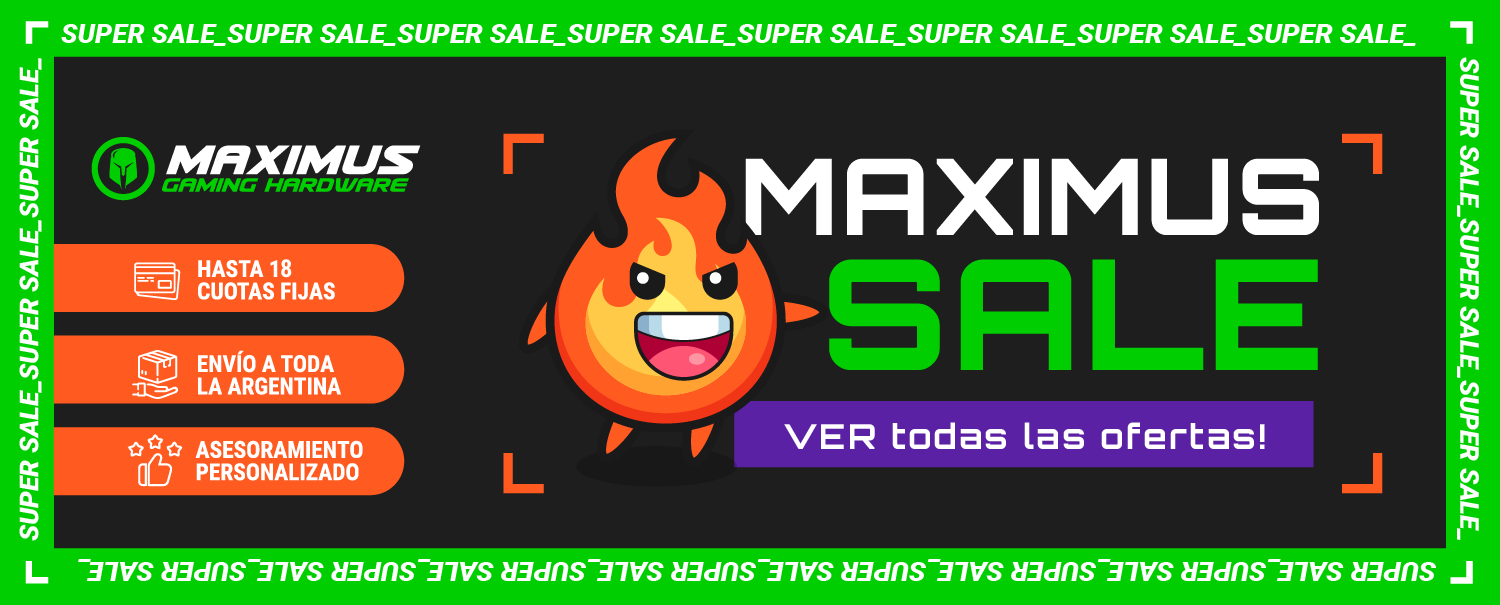 SUPER SALE_SUPER SALE_SUPER SALE_SUPER SALE_SUPER SALE_SUPER SALE_SUPER SALE_SUPER SALE_
SUPER SALE_SUPER SALE_SUPER SALE_
MAXIMUS
GAMING HARDWARE
HASTA 18
CUOTAS FIJAS
ENVÍO A TODA
LA ARGENTINA
ASESORAMIENTO
PERSONALIZADO
MAXIMUS
SALE
VER todas las ofertas!
SUPER SALE_SUPER SALE_SUPER SALE_
SUPER SALE_SUPER SALE_SUPER SALE_SUPER SALE_SUPER SALE_SUPER SALE_SUPER SALE_SUPER SALE_